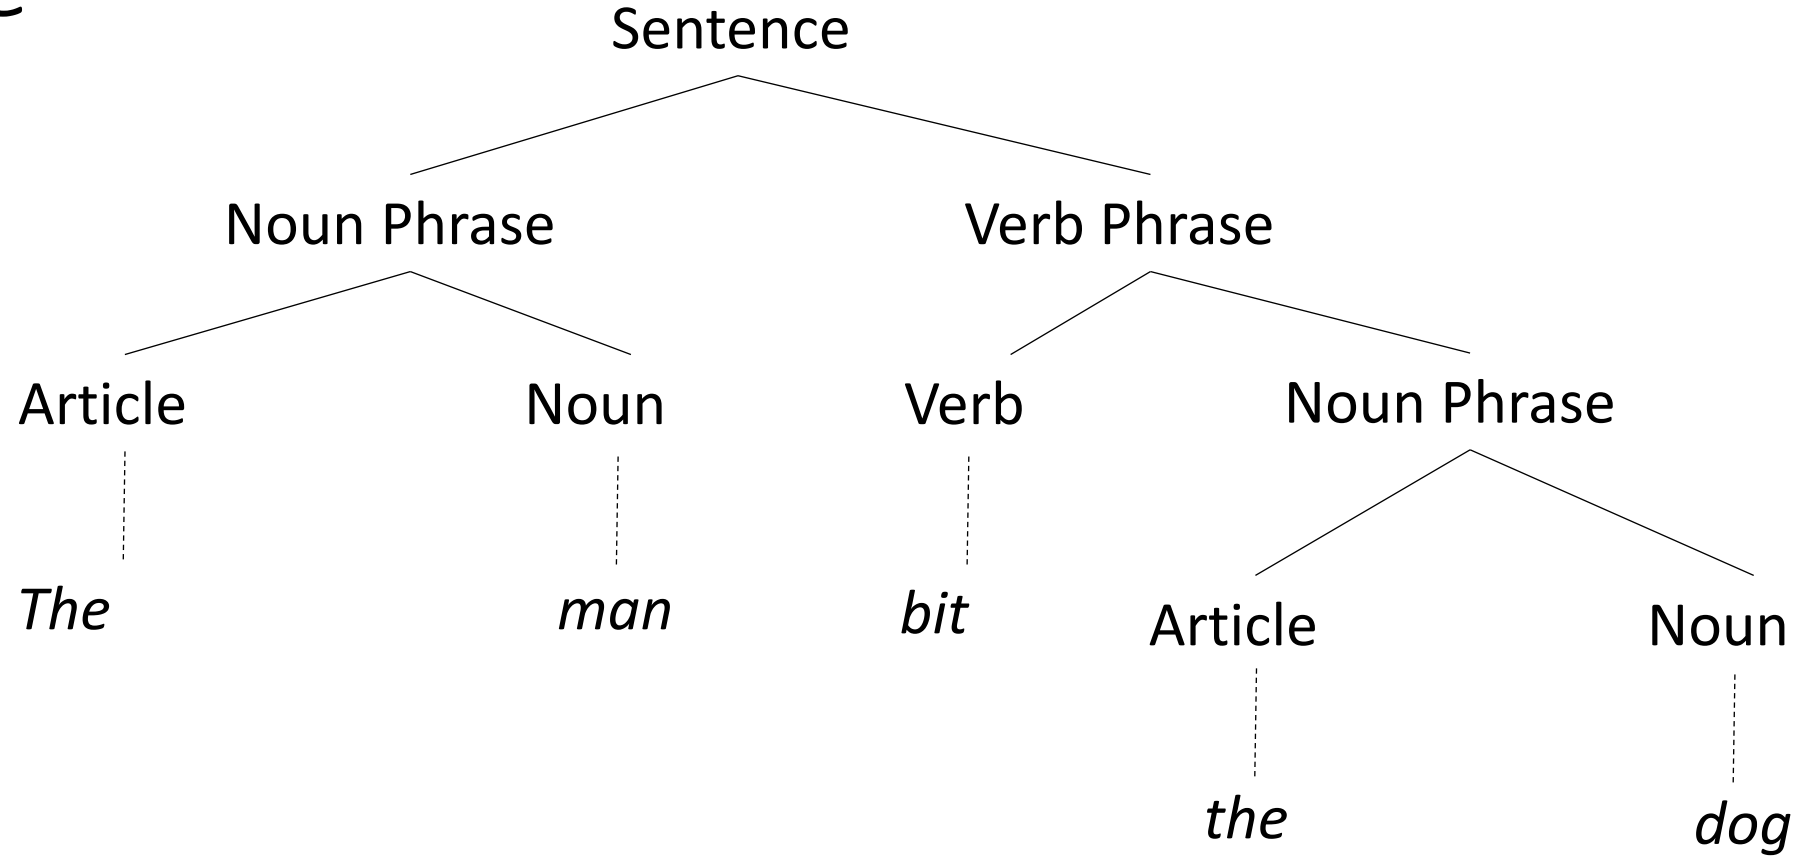 Sentence
Noun Phrase Verb Phrase
Article Noun Verb Noun Phrase
The man bit Article Noun
the dog